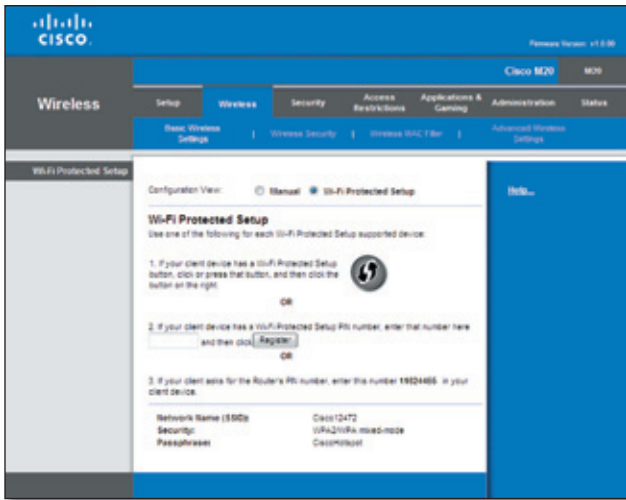 CISCO
Firmware Version: v1.0.00
Cisco M20 M20
Wireless
Setup Wireless Security Access Restrictions Applications & Gaming Administration Status
Basic Wireless Settings | Wireless Security | Wireless MAC Filter | Advanced Wireless Settings
Wi-Fi Protected Setup
Configuration View: Manual Wi-Fi Protected Setup
Help...
Wi-Fi Protected Setup
Use one of the following for each Wi-Fi Protected Setup supported device:
1. If your client device has a Wi-Fi Protected Setup
button, click or press that button, and then click the
button on the right.
OR
2. If your client device has a Wi-Fi Protected Setup PIN number, enter that number here
and then click Register
OR
3. If your client asks for the Router's PIN number, enter this number 19024466 in your
client device.
Network Name (SSID): Cisco12472
Security: WPA2/WPA mixed-mode
Passphrase: CiscoHotspot